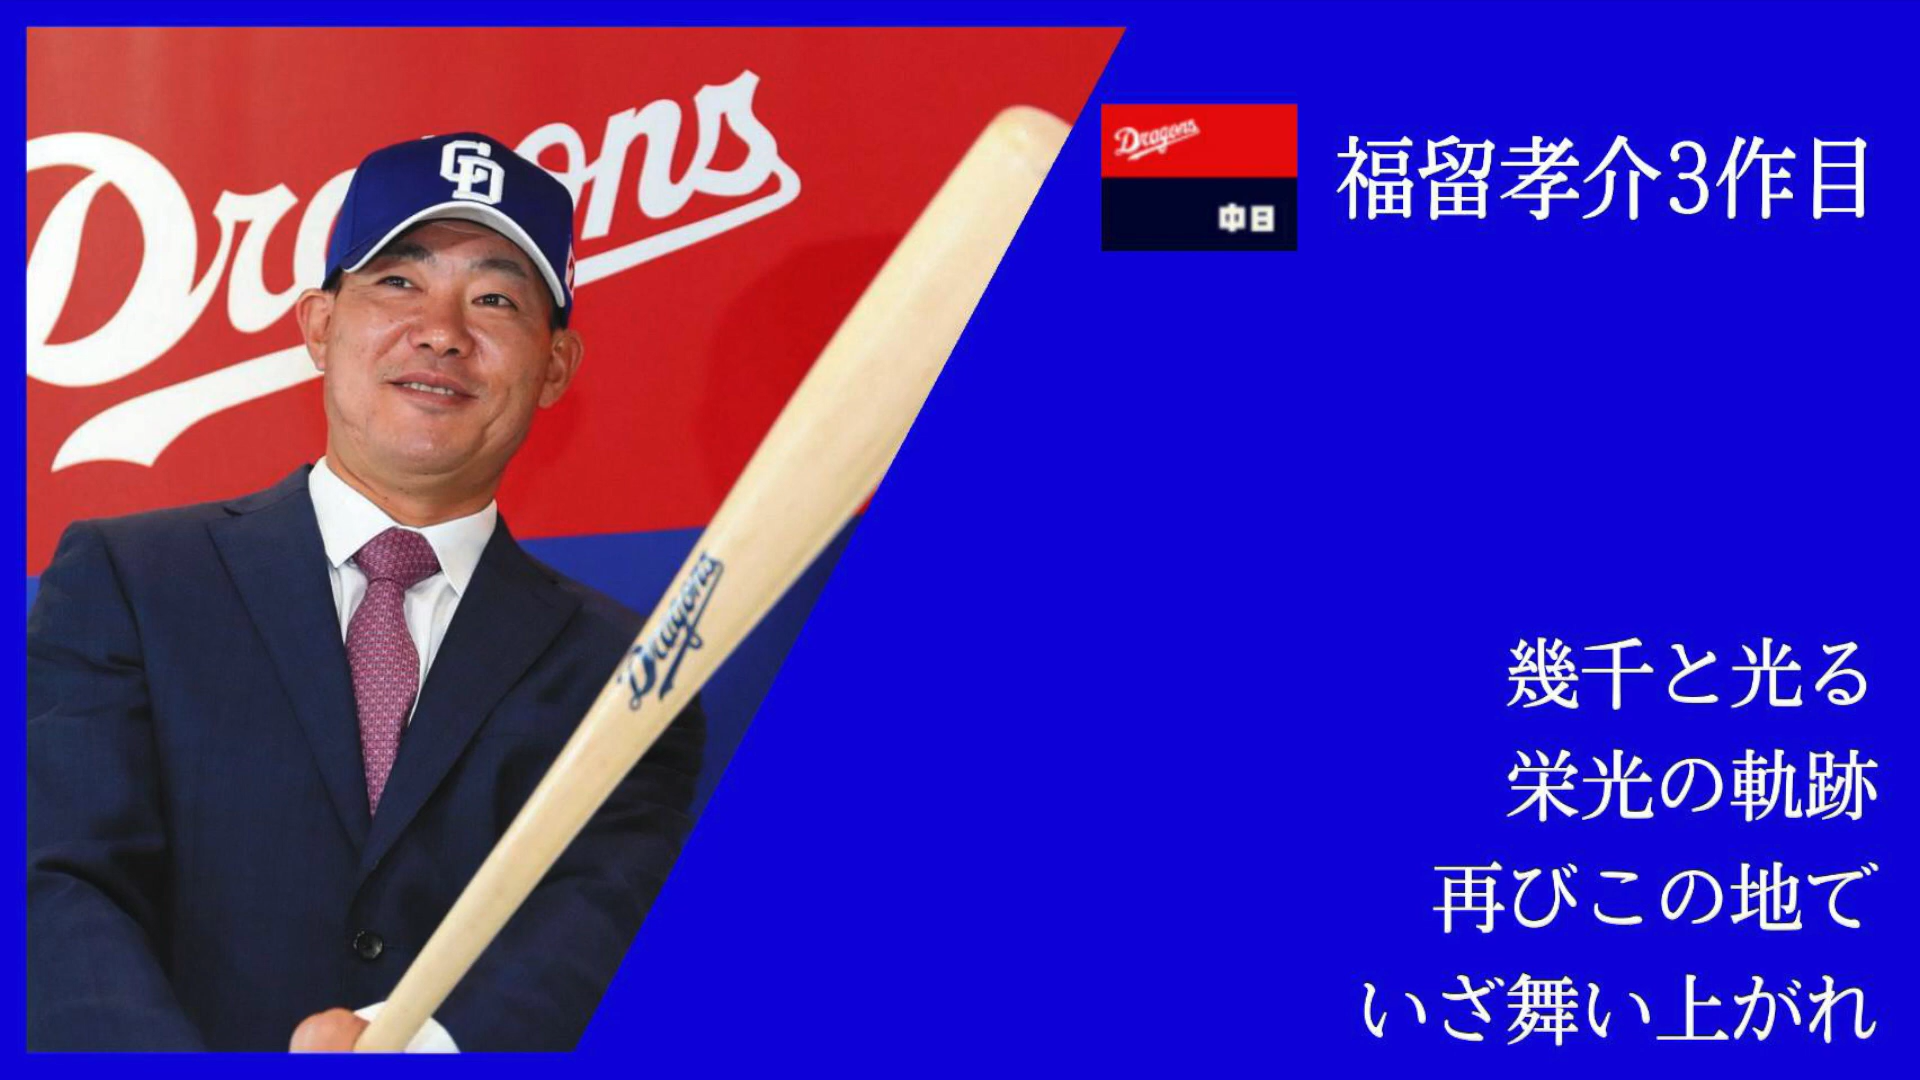 Dragons
CD
Dragons
Dragons
中日
福留孝介3作目
幾千と光る
栄光の軌跡
再びこの地で
いざ舞い上がれ